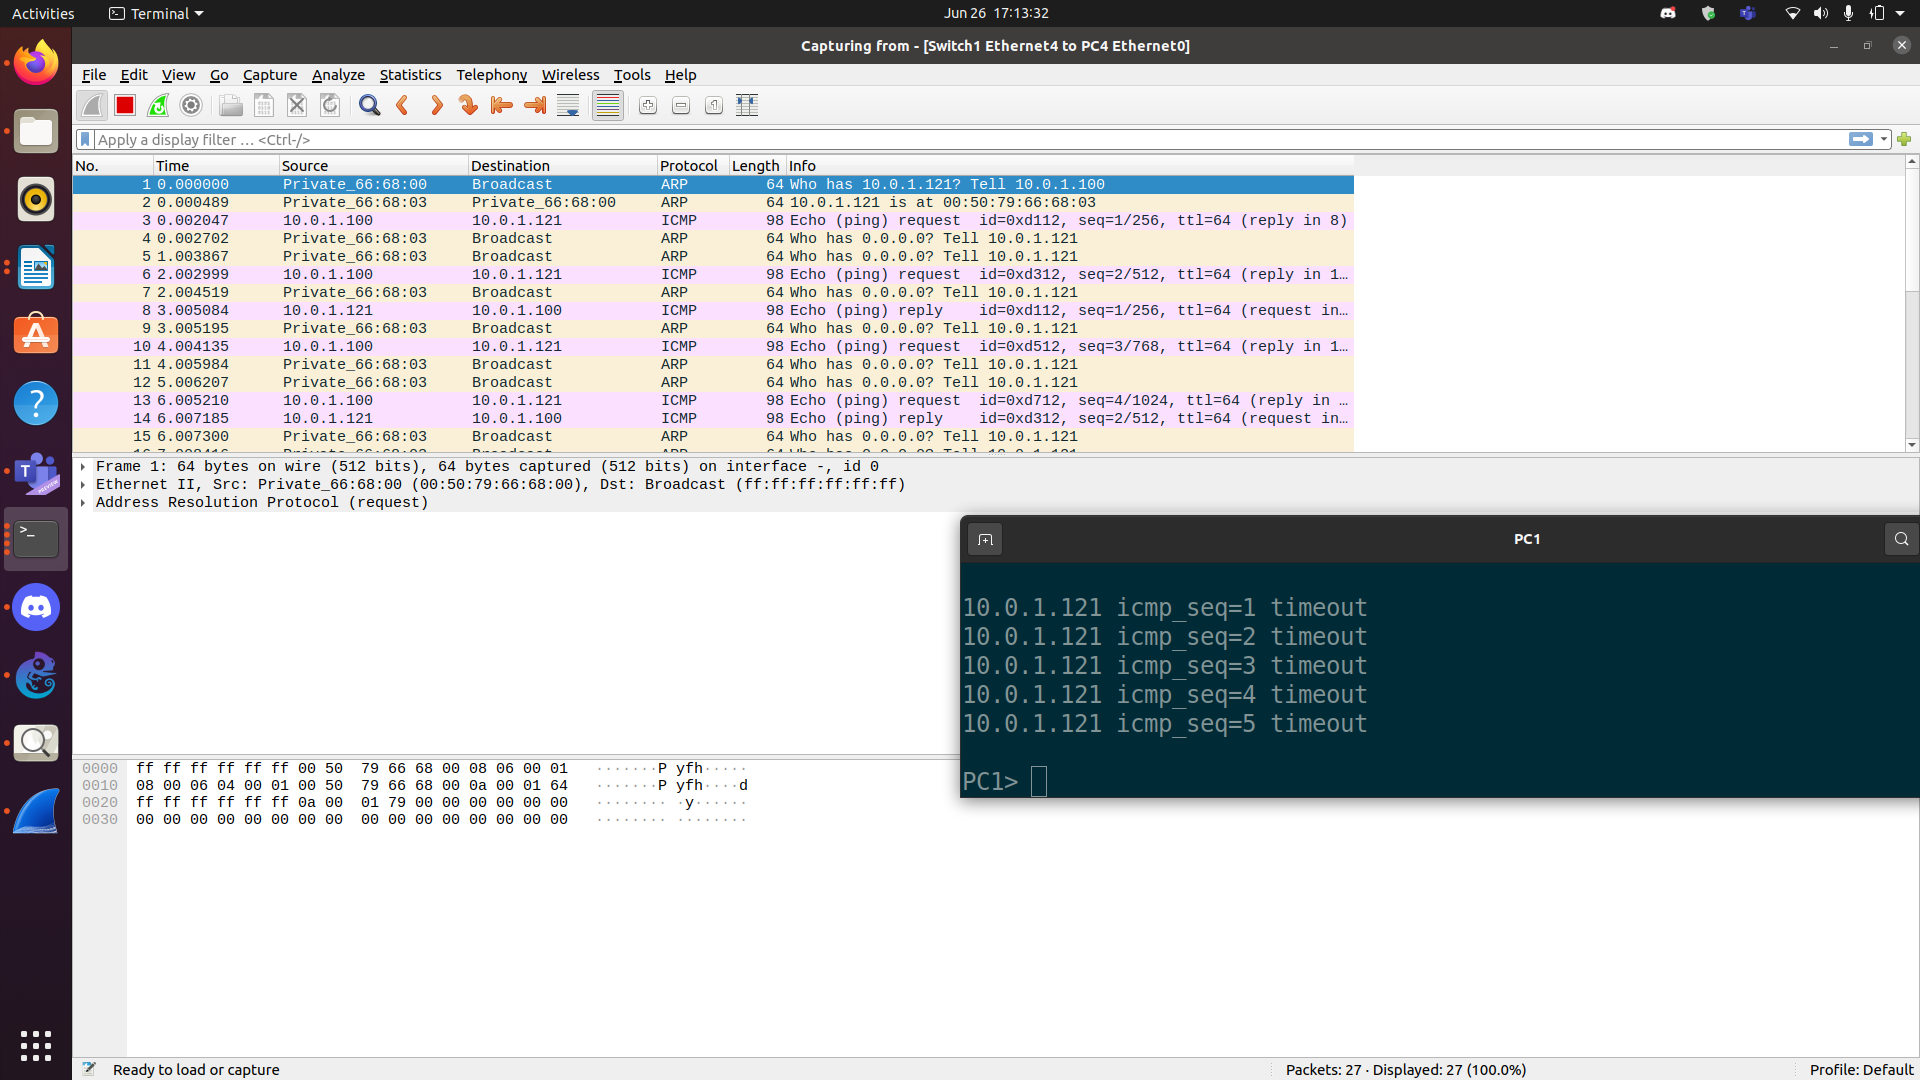 Activities Terminal Jun 26 17:13:32
Capturing from - [Switch1 Ethernet4 to PC4 Ethernet0]
File Edit View Go Capture Analyze Statistics Telephony Wireless Tools Help
Apply a display filter … <Ctrl-/>
No. Time Source Destination Protocol Length Info
1 0.000000 Private_66:68:00 Broadcast ARP 64 Who has 10.0.1.121? Tell 10.0.1.100
2 0.000489 Private_66:68:03 Private_66:68:00 ARP 64 10.0.1.121 is at 00:50:79:66:68:03
3 0.002047 10.0.1.100 10.0.1.121 ICMP 98 Echo (ping) request id=0xd112, seq=1/256, ttl=64 (reply in 8)
4 0.002702 Private_66:68:03 Broadcast ARP 64 Who has 0.0.0.0? Tell 10.0.1.121
5 1.003867 Private_66:68:03 Broadcast ARP 64 Who has 0.0.0.0? Tell 10.0.1.121
6 2.002999 10.0.1.100 10.0.1.121 ICMP 98 Echo (ping) request id=0xd312, seq=2/512, ttl=64 (reply in 1…
7 2.004519 Private_66:68:03 Broadcast ARP 64 Who has 0.0.0.0? Tell 10.0.1.121
8 3.005084 10.0.1.121 10.0.1.100 ICMP 98 Echo (ping) reply id=0xd112, seq=1/256, ttl=64 (request in…
9 3.005195 Private_66:68:03 Broadcast ARP 64 Who has 0.0.0.0? Tell 10.0.1.121
10 4.004135 10.0.1.100 10.0.1.121 ICMP 98 Echo (ping) request id=0xd512, seq=3/768, ttl=64 (reply in 1…
11 4.005984 Private_66:68:03 Broadcast ARP 64 Who has 0.0.0.0? Tell 10.0.1.121
12 5.006207 Private_66:68:03 Broadcast ARP 64 Who has 0.0.0.0? Tell 10.0.1.121
13 6.005210 10.0.1.100 10.0.1.121 ICMP 98 Echo (ping) request id=0xd712, seq=4/1024, ttl=64 (reply in …
14 6.007185 10.0.1.121 10.0.1.100 ICMP 98 Echo (ping) reply id=0xd312, seq=2/512, ttl=64 (request in…
15 6.007300 Private_66:68:03 Broadcast ARP 64 Who has 0.0.0.0? Tell 10.0.1.121
Frame 1: 64 bytes on wire (512 bits), 64 bytes captured (512 bits) on interface -, id 0
Ethernet II, Src: Private_66:68:00 (00:50:79:66:68:00), Dst: Broadcast (ff:ff:ff:ff:ff:ff)
Address Resolution Protocol (request)
PC1
10.0.1.121 icmp_seq=1 timeout
10.0.1.121 icmp_seq=2 timeout
10.0.1.121 icmp_seq=3 timeout
10.0.1.121 icmp_seq=4 timeout
10.0.1.121 icmp_seq=5 timeout
PC1>
0000 ff ff ff ff ff ff 00 50 79 66 68 00 08 06 00 01 ·······P yfh·····
0010 08 00 06 04 00 01 00 50 79 66 68 00 0a 00 01 64 ·······P yfh····d
0020 ff ff ff ff ff ff 0a 00 01 79 00 00 00 00 00 00 ········ ·y······
0030 00 00 00 00 00 00 00 00 00 00 00 00 00 00 00 00 ········ ········
Ready to load or capture Packets: 27 · Displayed: 27 (100.0%) Profile: Default